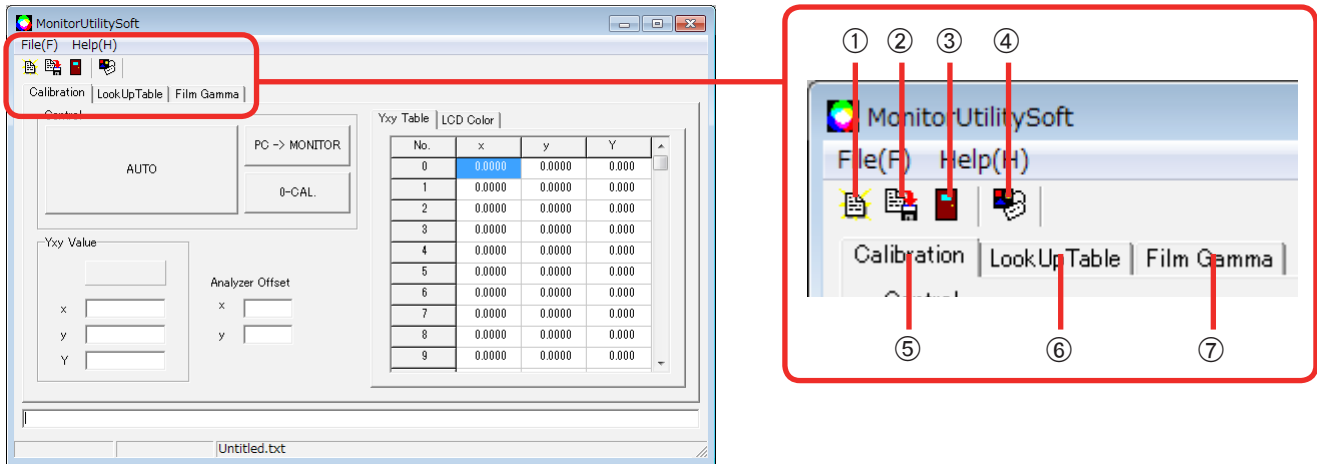 MonitorUtilitySoft
File(F) Help(H)
Calibration LookUpTable Film Gamma
Control
AUTO
PC -> MONITOR
0-CAL.
Yxy Value
x
y
Y
Analyzer Offset
x
y
Yxy Table LCD Color
No. x y Y
0 0.0000 0.0000 0.000
1 0.0000 0.0000 0.000
2 0.0000 0.0000 0.000
3 0.0000 0.0000 0.000
4 0.0000 0.0000 0.000
5 0.0000 0.0000 0.000
6 0.0000 0.0000 0.000
7 0.0000 0.0000 0.000
8 0.0000 0.0000 0.000
9 0.0000 0.0000 0.000
Untitled.txt
① ② ③ ④
MonitorUtilitySoft
File(F) Help(H)
Calibration LookUpTable Film Gamma
Control
⑤ ⑥ ⑦